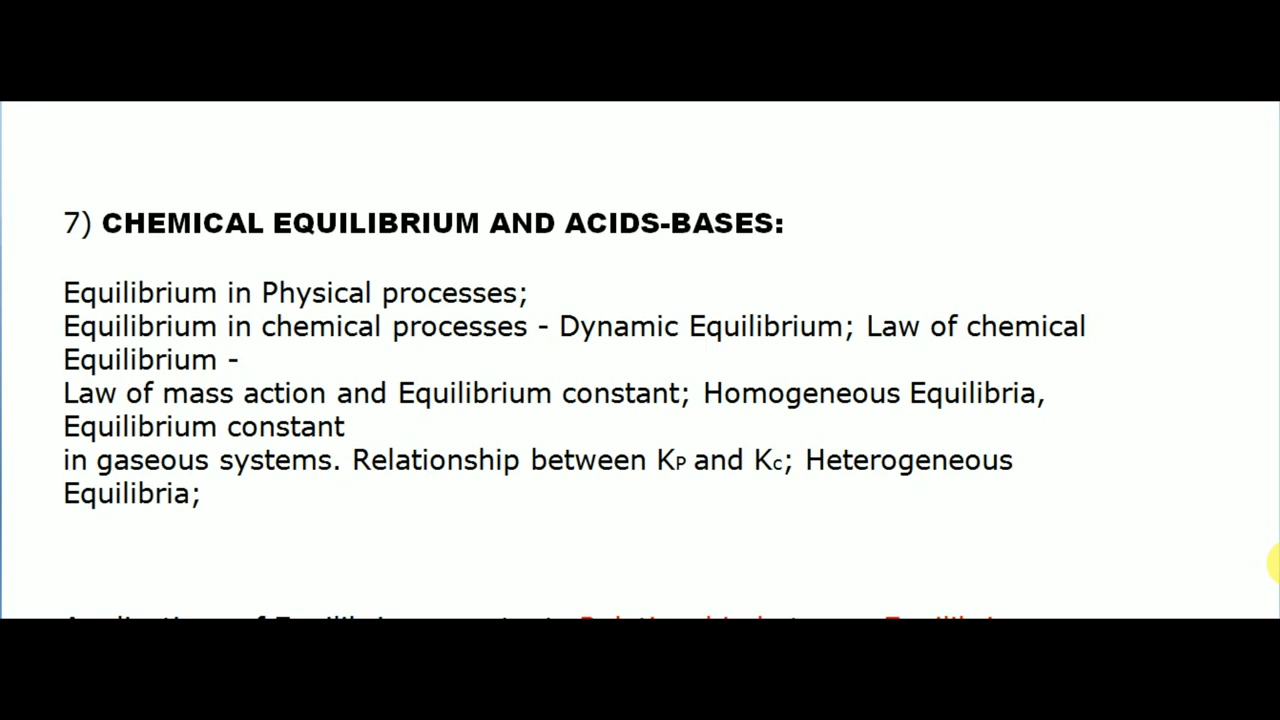 7) CHEMICAL EQUILIBRIUM AND ACIDS-BASES:
Equilibrium in Physical processes;
Equilibrium in chemical processes - Dynamic Equilibrium; Law of chemical
Equilibrium -
Law of mass action and Equilibrium constant; Homogeneous Equilibria,
Equilibrium constant
in gaseous systems. Relationship between KP and Kc; Heterogeneous
Equilibria;